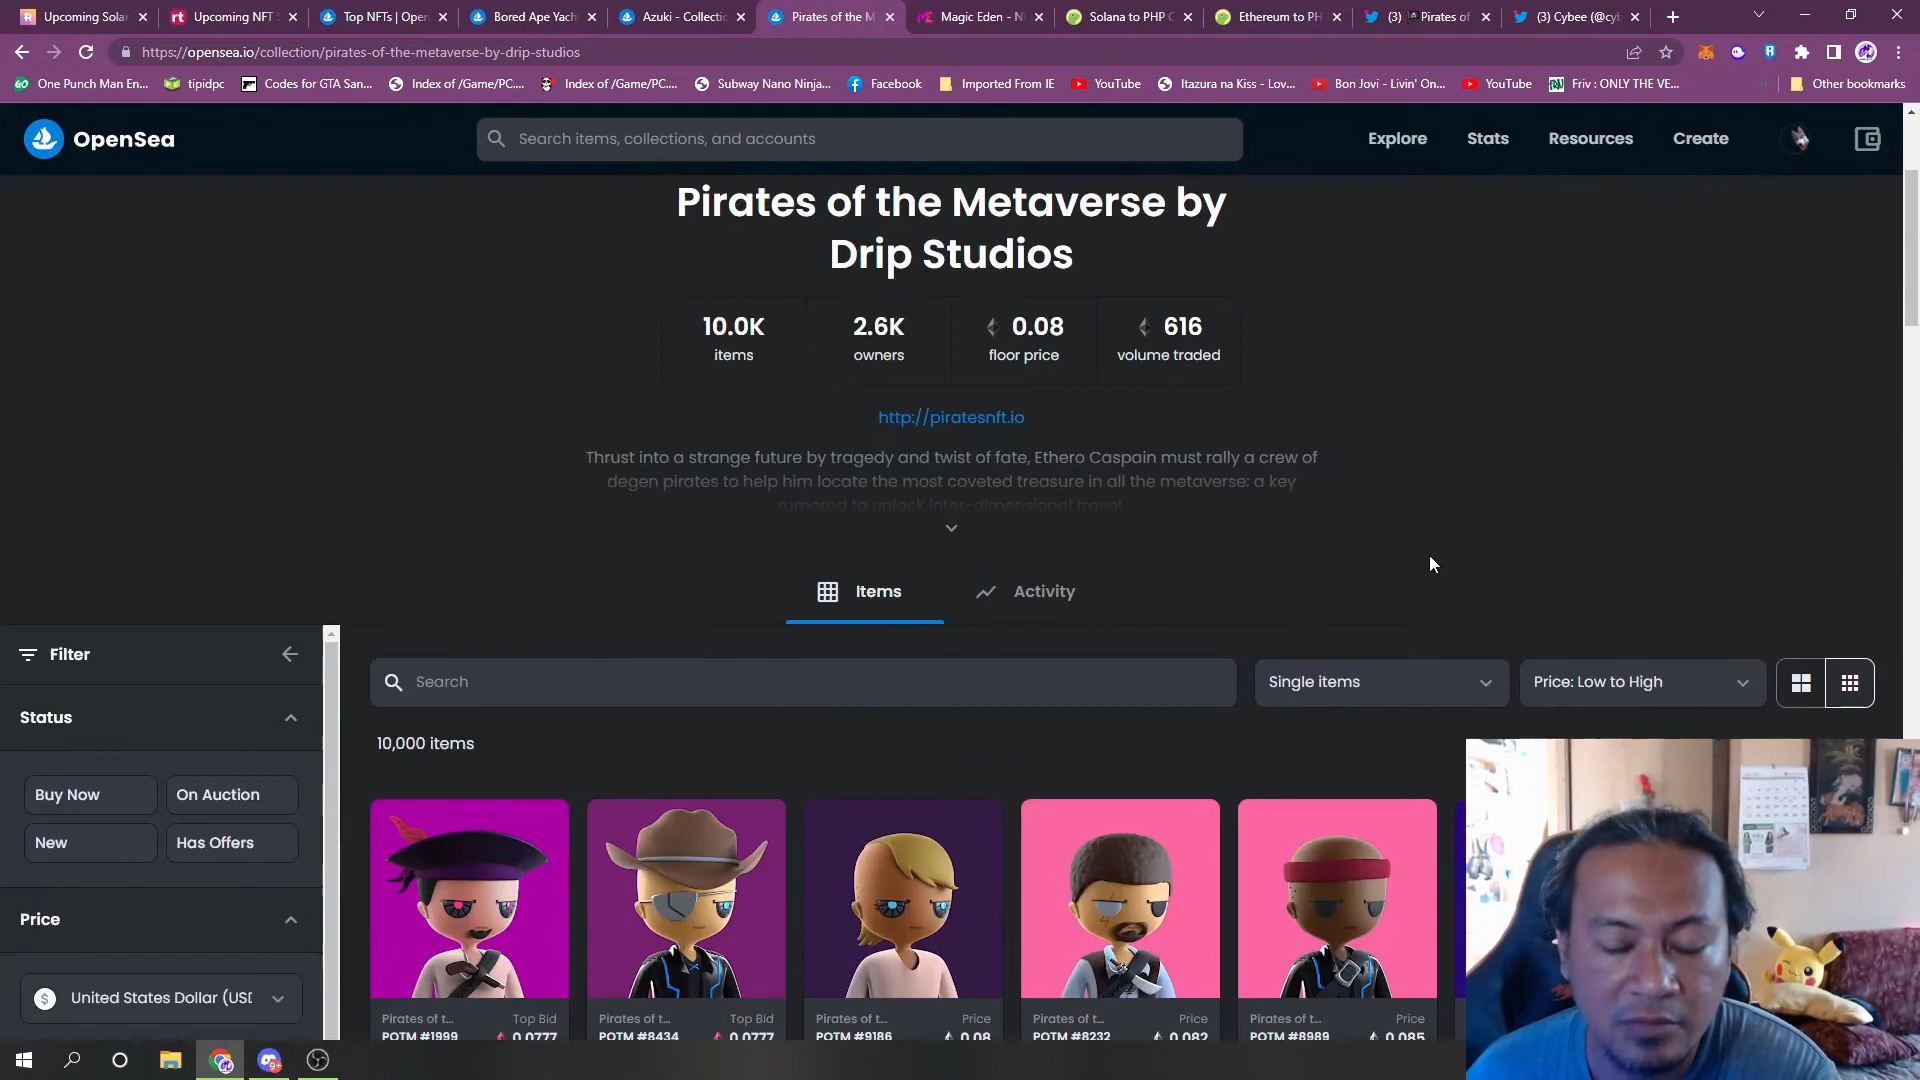 Upcoming Solar
Upcoming NFT S
Top NFTs | Open
Bored Ape Yach
Azuki - Collectio
Pirates of the M
Magic Eden - N
Solana to PHP C
Ethereum to PH
(3) Pirates of
(3) Cybee (@cyb
https://opensea.io/collection/pirates-of-the-metaverse-by-drip-studios
One Punch Man En...
tipidpc
Codes for GTA San...
Index of /Game/PC....
Index of /Game/PC....
Subway Nano Ninja...
Facebook
Imported From IE
YouTube
Itazura na Kiss - Lov...
Bon Jovi - Livin' On...
YouTube
Friv : ONLY THE VE...
Other bookmarks
OpenSea
Search items, collections, and accounts
Explore
Stats
Resources
Create
Pirates of the Metaverse by
Drip Studios
10.0K
items
2.6K
owners
0.08
floor price
616
volume traded
http://piratesnft.io
Thrust into a strange future by tragedy and twist of fate, Ethero Caspain must rally a crew of
degen pirates to help him locate the most coveted treasure in all the metaverse: a key
rumored to unlock inter-dimensional travel
Items
Activity
Filter
Search
Single items
Price: Low to High
Status
10,000 items
Buy Now
On Auction
New
Has Offers
Price
United States Dollar (USD
Pirates of t...
Top Bid
POTM #1999
0.0777
Pirates of t...
Top Bid
POTM #8434
0.0777
Pirates of t...
Price
POTM #9186
0.08
Pirates of t...
Price
POTM #8232
0.082
Pirates of t...
Price
POTM #8989
0.085
9+